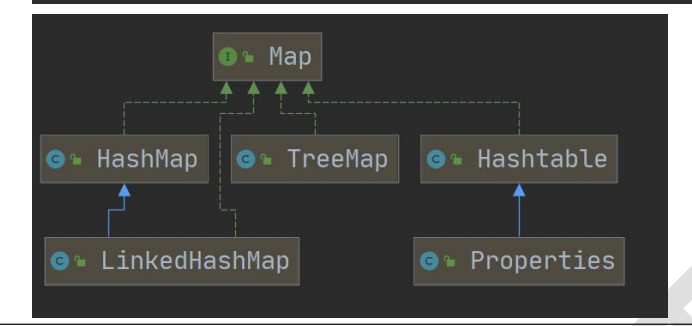 I Map
C HashMap
C TreeMap
C Hashtable
C LinkedHashMap
C Properties